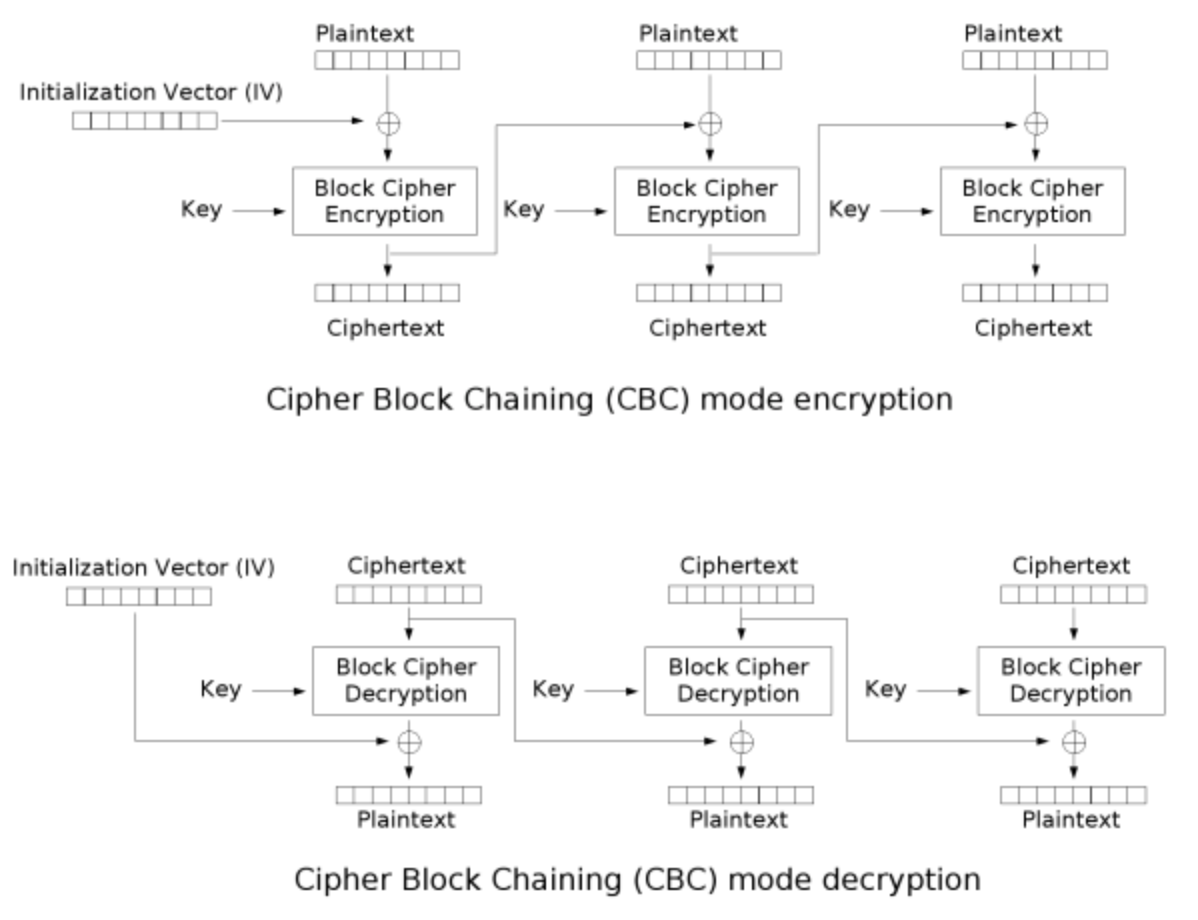 Plaintext Plaintext Plaintext
Initialization Vector (IV)
Key Block Cipher Encryption Key Block Cipher Encryption Key Block Cipher Encryption
Ciphertext Ciphertext Ciphertext
Cipher Block Chaining (CBC) mode encryption
Initialization Vector (IV) Ciphertext Ciphertext Ciphertext
Key Block Cipher Decryption Key Block Cipher Decryption Key Block Cipher Decryption
Plaintext Plaintext Plaintext
Cipher Block Chaining (CBC) mode decryption